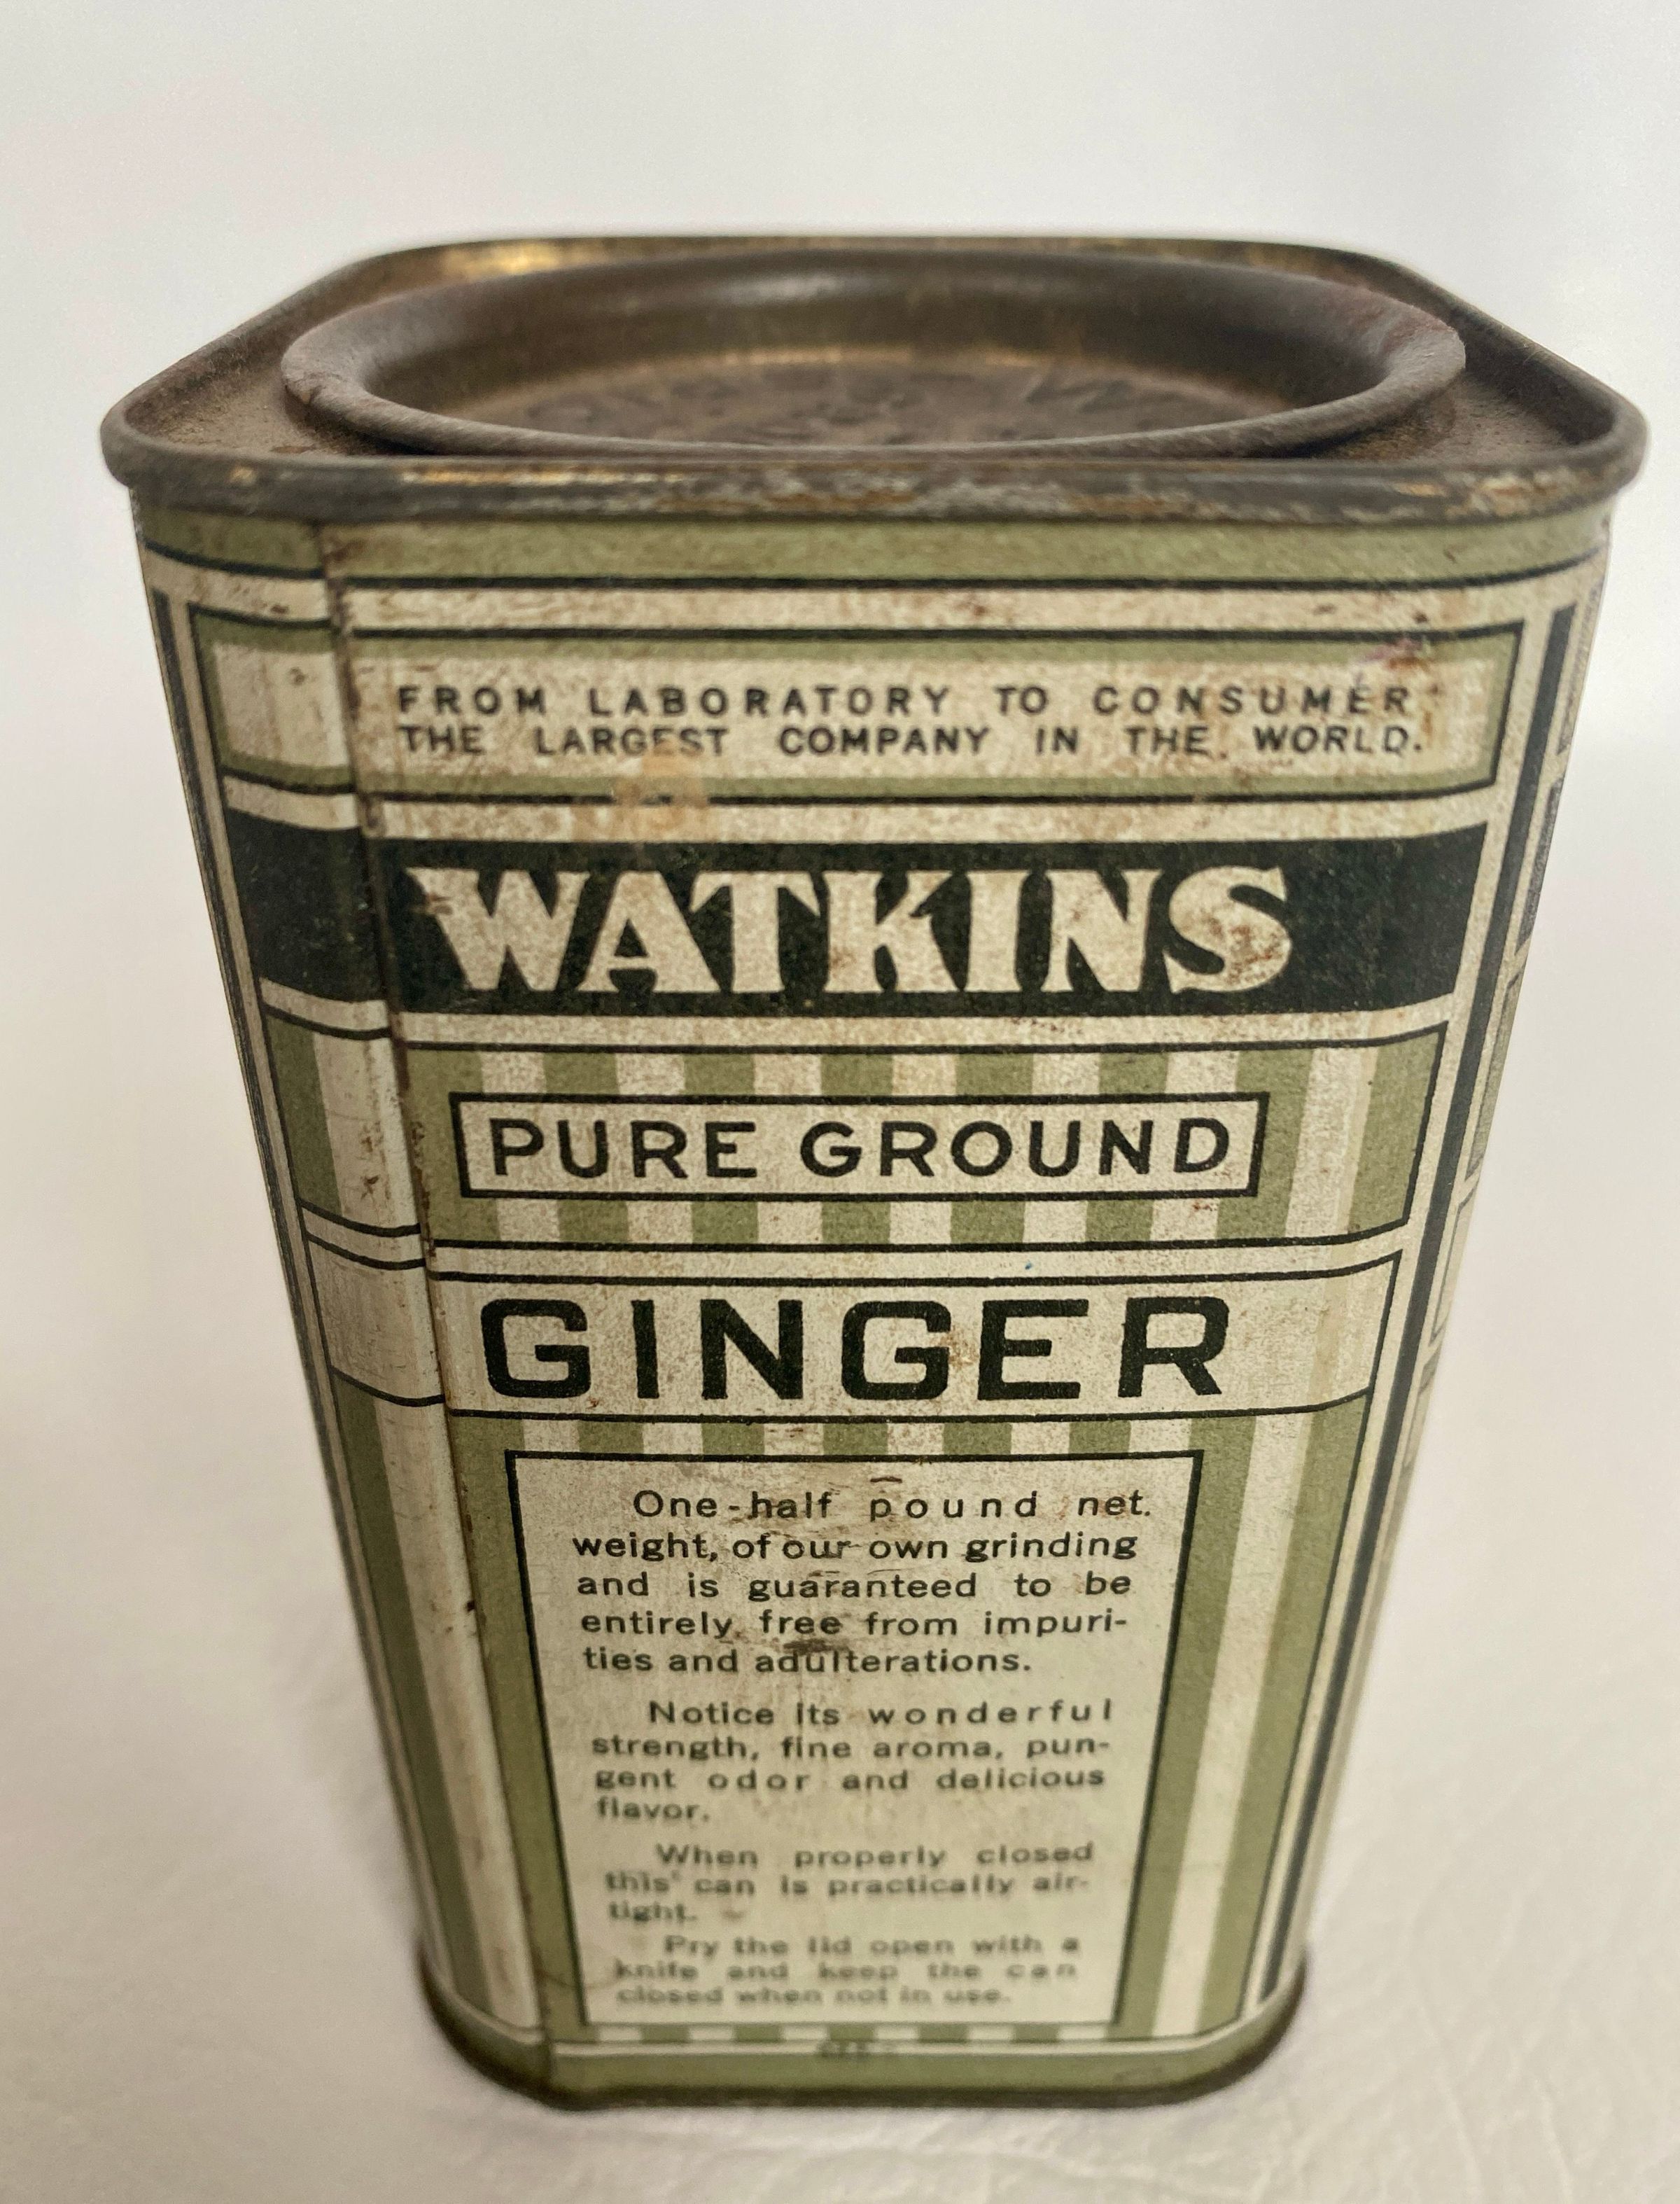 FROM LABORATORY TO CONSUMER
THE LARGEST COMPANY IN THE WORLD.
WATKINS
PURE GROUND
GINGER
One-half pound net.
weight, of our own grinding
and is guaranteed to be
entirely free from impuri-
ties and adulterations.
Notice its wonderful
strength, fine aroma, pun-
gent odor and delicious
flavor.
When properly closed
this can is practically air-
tight.
Pry the lid open with a
knife and keep the can
closed when not in use.